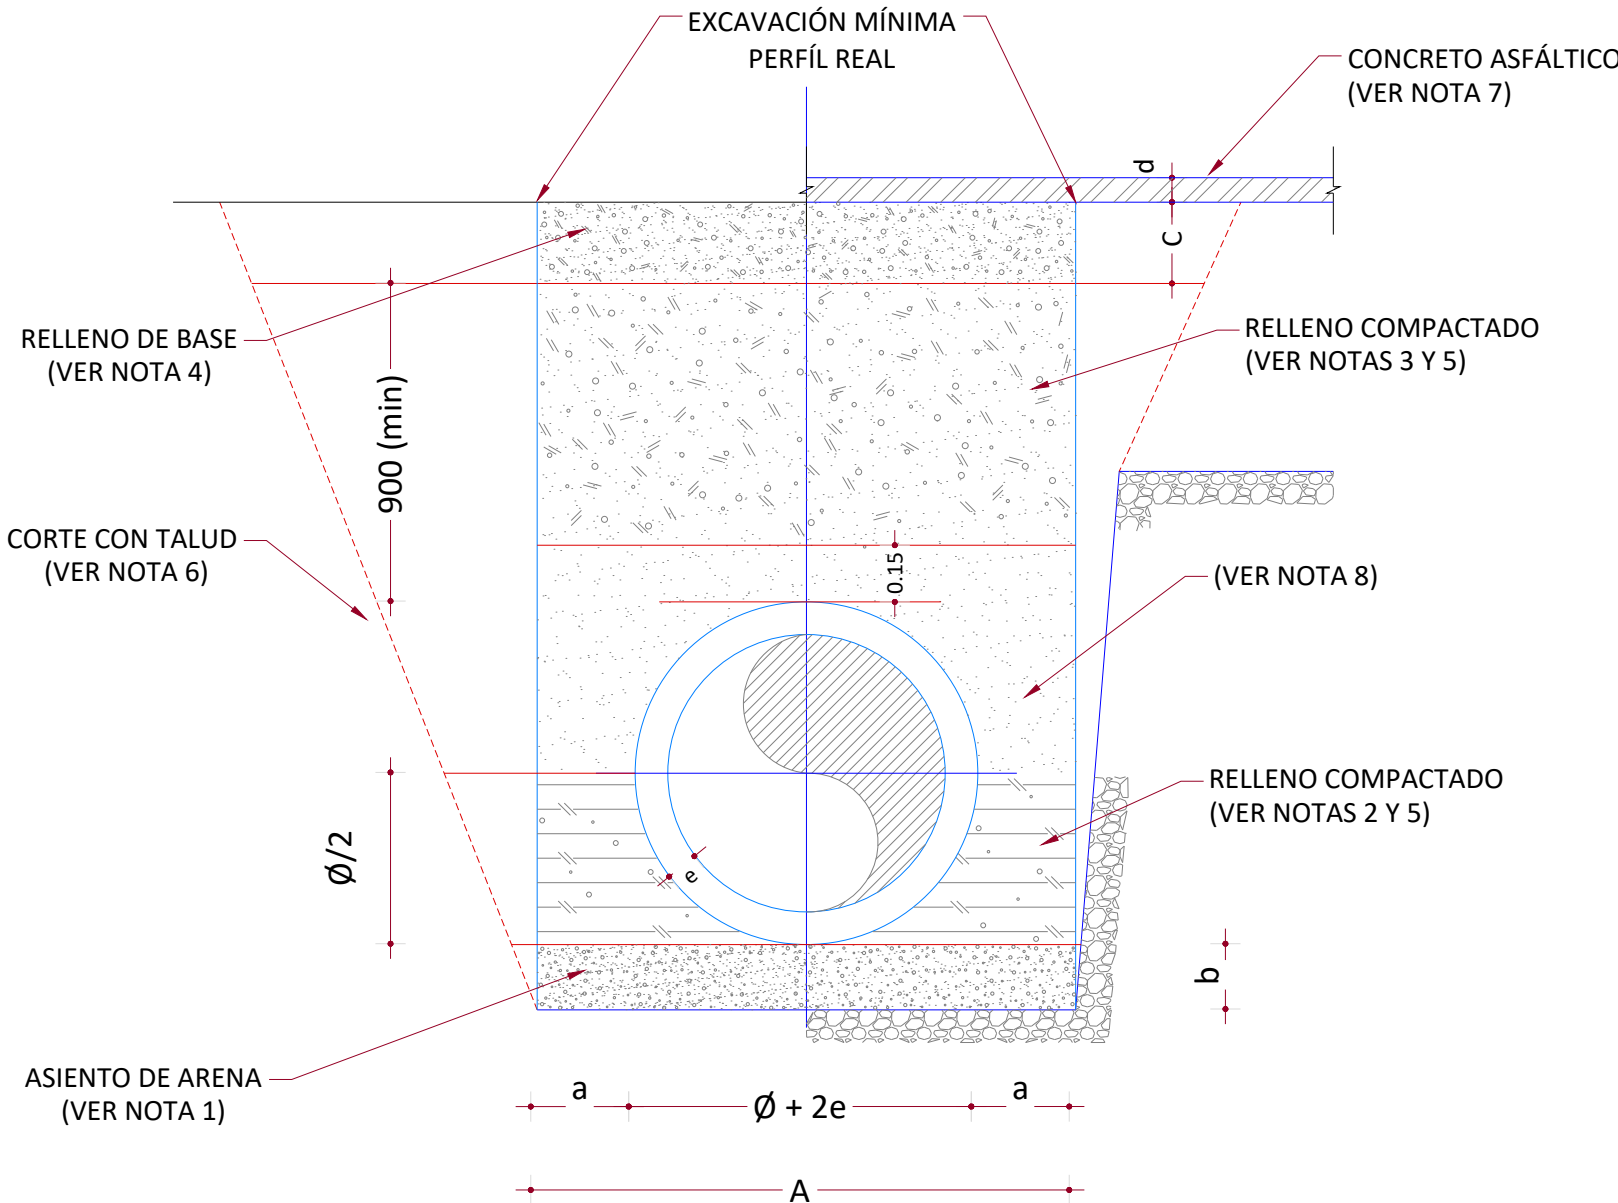 EXCAVACIÓN MÍNIMA
PERFÍL REAL
CONCRETO ASFÁLTICO
(VER NOTA 7)
d
C
RELLENO DE BASE
(VER NOTA 4)
900 (min)
RELLENO COMPACTADO
(VER NOTAS 3 Y 5)
CORTE CON TALUD
(VER NOTA 6)
0.15
(VER NOTA 8)
RELLENO COMPACTADO
(VER NOTAS 2 Y 5)
Ø/2
e
b
ASIENTO DE ARENA
(VER NOTA 1)
a
Ø + 2e
a
A